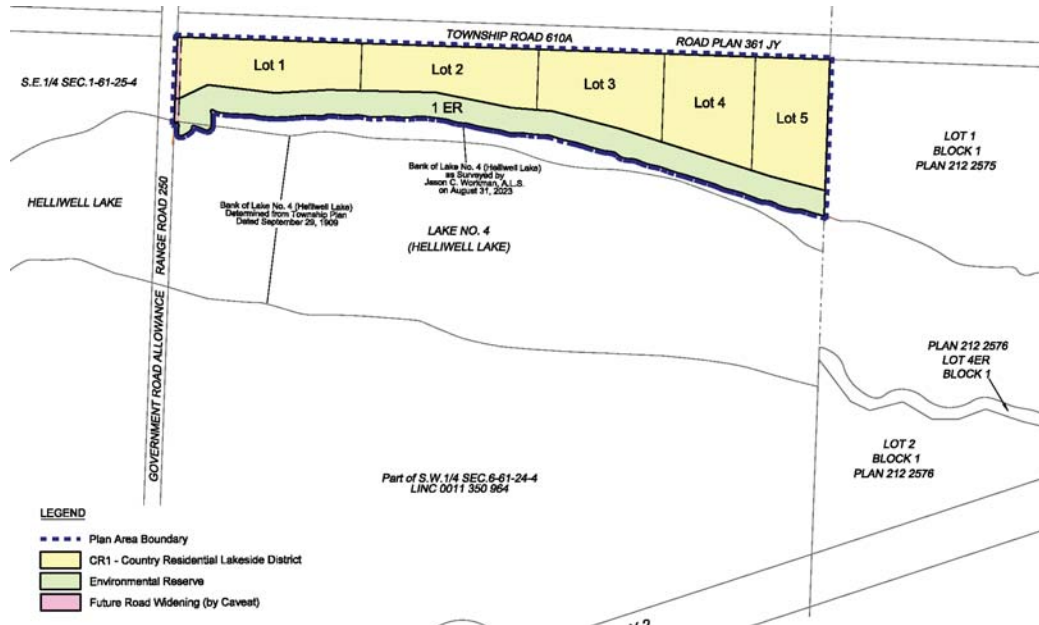 TOWNSHIP ROAD 610A
ROAD PLAN 361 JY
S.E.1/4 SEC.1-61-25-4
Lot 1
Lot 2
Lot 3
Lot 4
Lot 5
1 ER
LOT 1
BLOCK 1
PLAN 212 2575
Bank of Lake No. 4 (Helliwell Lake)
as Surveyed by
Jason C. Workman, A.L.S.
on August 31, 2023
HELLIWELL LAKE
Bank of Lake No. 4 (Helliwell Lake)
Determined from Township Plan
Dated September 29, 1909
LAKE NO. 4
(HELLIWELL LAKE)
GOVERNMENT ROAD ALLOWANCE RANGE ROAD 250
PLAN 212 2576
LOT 4ER
BLOCK 1
LOT 2
BLOCK 1
PLAN 212 2576
Part of S.W.1/4 SEC.6-61-24-4
LINC 0011 350 964
LEGEND
Plan Area Boundary
CR1 - Country Residential Lakeside District
Environmental Reserve
Future Road Widening (by Caveat)